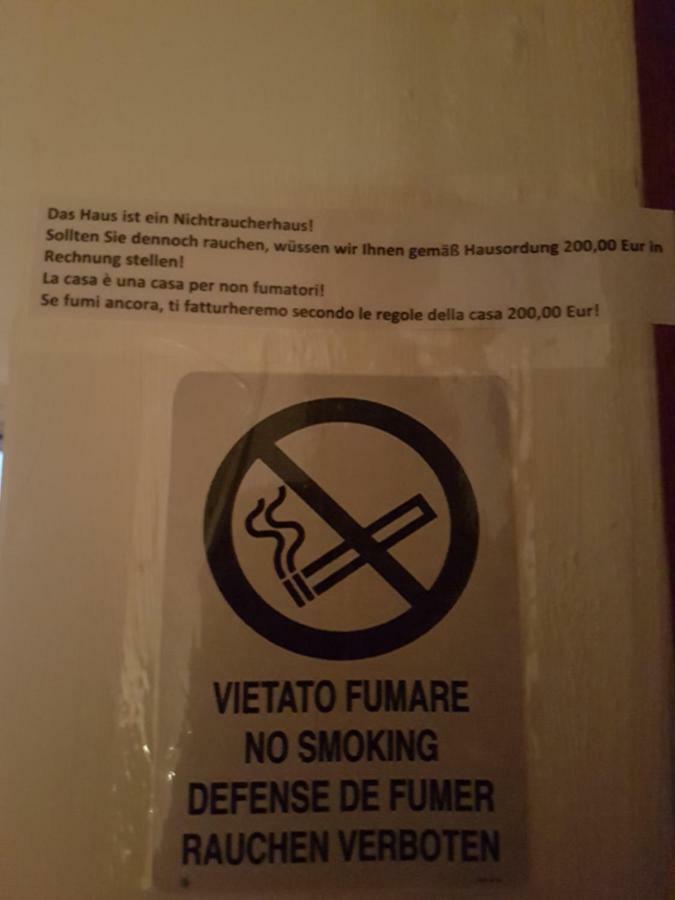 Das Haus ist ein Nichtraucherhaus!
Sollten Sie dennoch rauchen, wüssen wir Ihnen gemäß Hausordung 200,00 Eur in
Rechnung stellen!
La casa è una casa per non fumatori!
Se fumi ancora, ti fatturheremo secondo le regole della casa 200,00 Eur!
VIETATO FUMARE
NO SMOKING
DEFENSE DE FUMER
RAUCHEN VERBOTEN